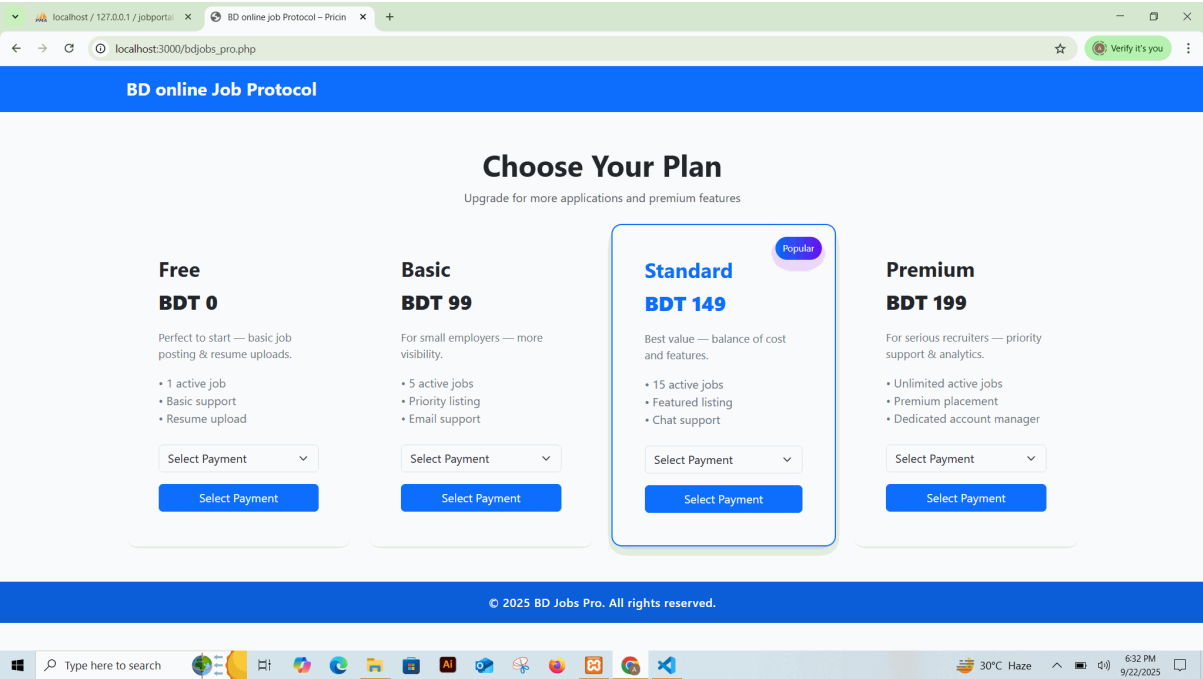 localhost / 127.0.0.1 / jobportal
BD online job Protocol – Pricin
localhost:3000/bdjobs_pro.php
Verify it's you
BD online Job Protocol
Choose Your Plan
Upgrade for more applications and premium features
Free
BDT 0
Perfect to start — basic job
posting & resume uploads.
• 1 active job
• Basic support
• Resume upload
Select Payment
Select Payment
Basic
BDT 99
For small employers — more
visibility.
• 5 active jobs
• Priority listing
• Email support
Select Payment
Select Payment
Popular
Standard
BDT 149
Best value — balance of cost
and features.
• 15 active jobs
• Featured listing
• Chat support
Select Payment
Select Payment
Premium
BDT 199
For serious recruiters — priority
support & analytics.
• Unlimited active jobs
• Premium placement
• Dedicated account manager
Select Payment
Select Payment
© 2025 BD Jobs Pro. All rights reserved.
Type here to search
Ai
30°C Haze
6:32 PM
9/22/2025